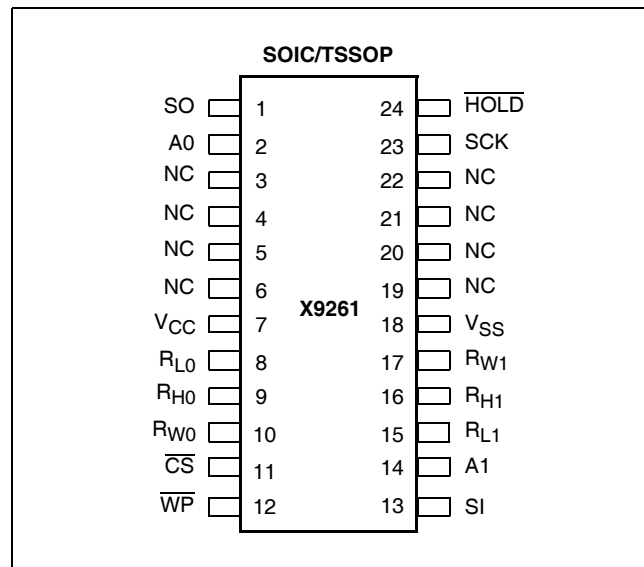 SOIC/TSSOP
SO 1 24 HOLD
A0 2 23 SCK
NC 3 22 NC
NC 4 21 NC
NC 5 20 NC
NC 6 19 NC
X9261
VCC 7 18 VSS
RL0 8 17 RW1
RH0 9 16 RH1
RW0 10 15 RL1
CS 11 14 A1
WP 12 13 SI